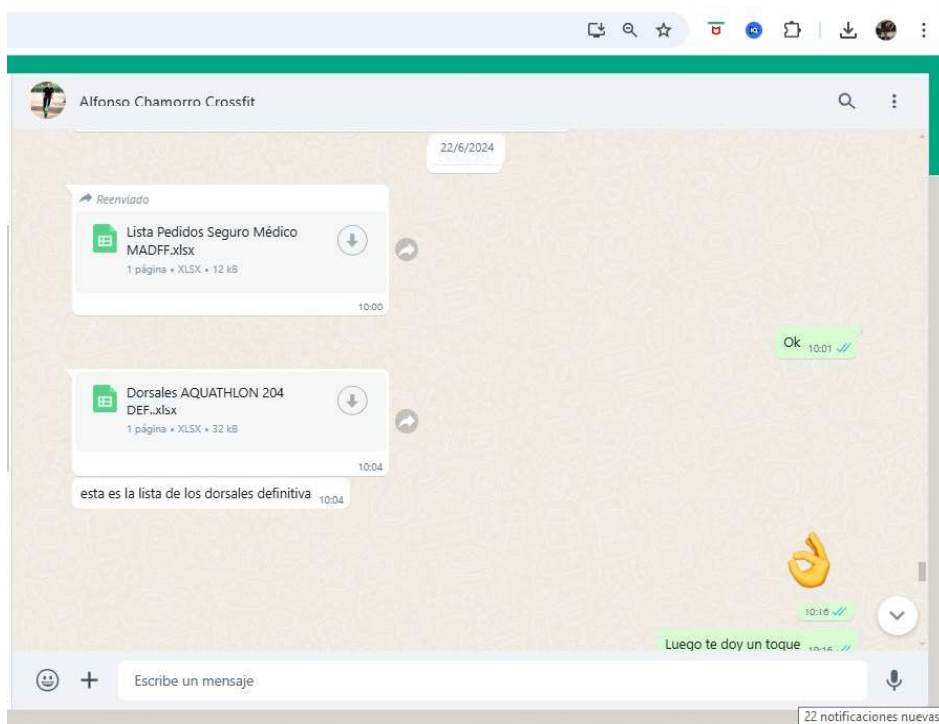 Alfonso Chamorro Crossfit
22/6/2024
Reenviado
Lista Pedidos Seguro Médico
MADFF.xlsx
1 página • XLSX • 12 kB
10:00
Ok 10:01
Dorsales AQUATHLON 204
DEF..xlsx
1 página • XLSX • 32 kB
10:04
esta es la lista de los dorsales definitiva 10:04
10:16
Luego te doy un toque 10:16
Escribe un mensaje
22 notificaciones nuevas